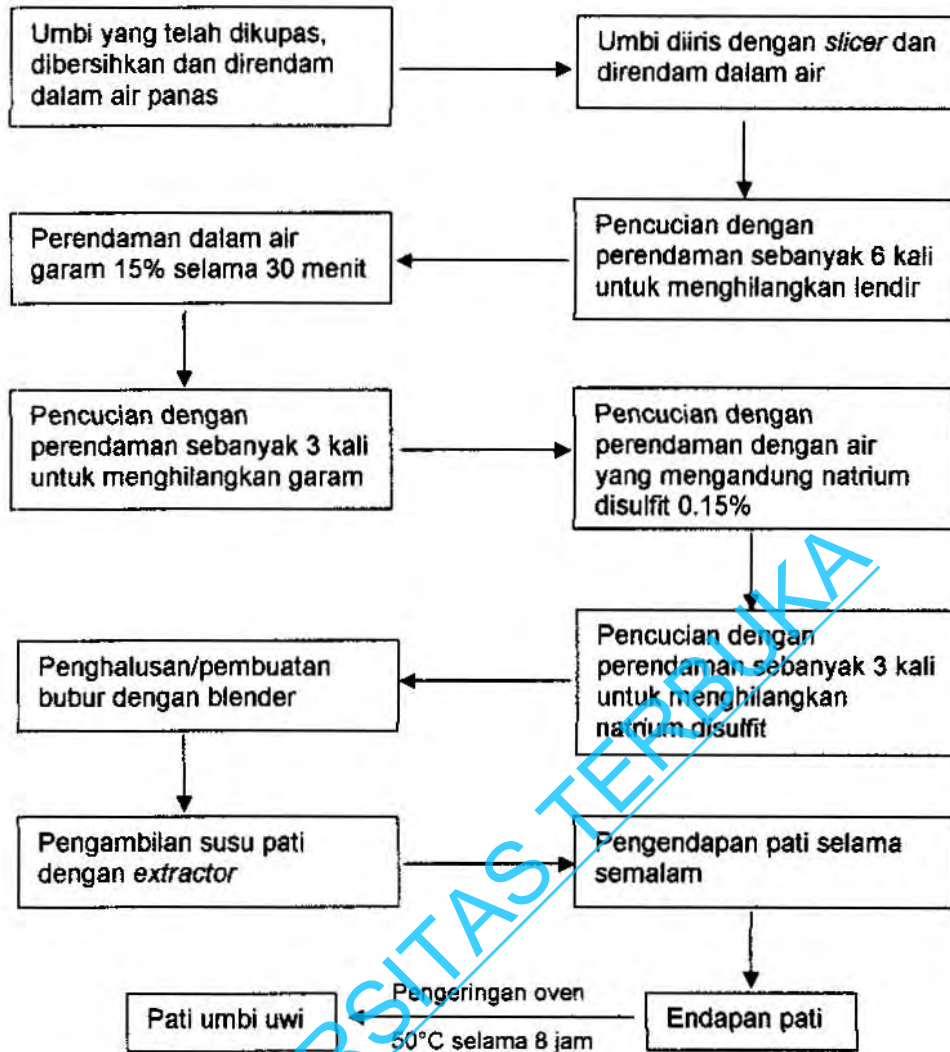 Umbi yang telah dikupas,
dibersihkan dan direndam
dalam air panas
Umbi diiris dengan slicer dan
direndam dalam air
Pencucian dengan
perendaman sebanyak 6 kali
untuk menghilangkan lendir
Perendaman dalam air
garam 15% selama 30 menit
Pencucian dengan
perendaman sebanyak 3 kali
untuk menghilangkan garam
Pencucian dengan
perendaman dengan air
yang mengandung natrium
disulfit 0.15%
Pencucian dengan
perendaman sebanyak 3 kali
untuk menghilangkan
natrium disulfit
Penghalusan/pembuatan
bubur dengan blender
Pengambilan susu pati
dengan extractor
Pengendapan pati selama
semalam
Endapan pati
Pengeringan oven
50°C selama 8 jam
Pati umbi uwi
ERSITAS TERBUKA